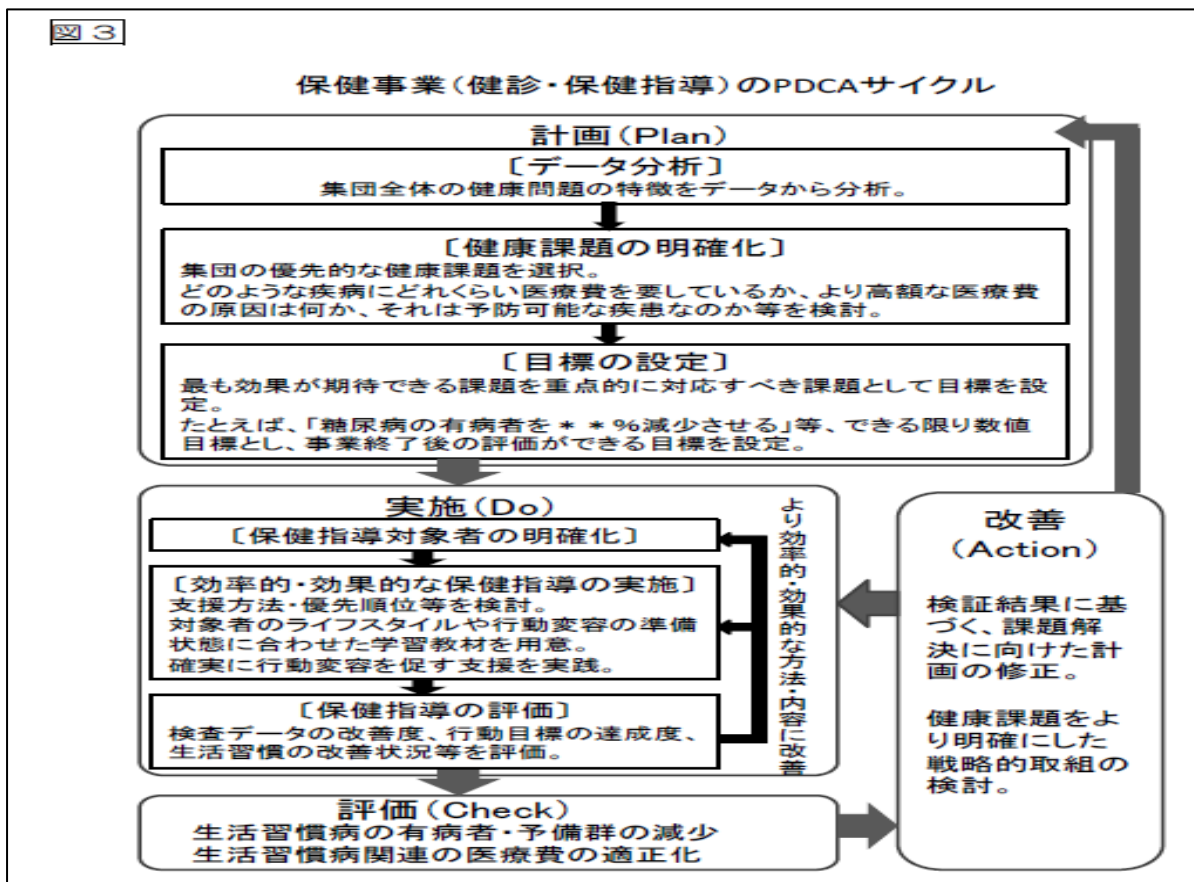 図3
保健事業(健診・保健指導)のPDCAサイクル
計画(Plan)
〔データ分析〕
集団全体の健康問題の特徴をデータから分析。
〔健康課題の明確化〕
集団の優先的な健康課題を選択。
どのような疾病にどれくらい医療費を要しているか、より高額な医療費
の原因は何か、それは予防可能な疾患なのか等を検討。
〔目標の設定〕
最も効果が期待できる課題を重点的に対応すべき課題として目標を設
定。
たとえば、「糖尿病の有病者を**%減少させる」等、できる限り数値
目標とし、事業終了後の評価ができる目標を設定。
実施(Do)
〔保健指導対象者の明確化〕
〔効率的・効果的な保健指導の実施〕
支援方法・優先順位等を検討。
対象者のライフスタイルや行動変容の準備
状態に合わせた学習教材を用意。
確実に行動変容を促す支援を実践。
〔保健指導の評価〕
検査データの改善度、行動目標の達成度、
生活習慣の改善状況等を評価。
より効率的・効果的な方法・内容に改善
評価(Check)
生活習慣病の有病者・予備群の減少
生活習慣病関連の医療費の適正化
改善
(Action)
検証結果に基
づく、課題解
決に向けた計
画の修正。
健康課題をよ
り明確にした
戦略的取組の
検討。